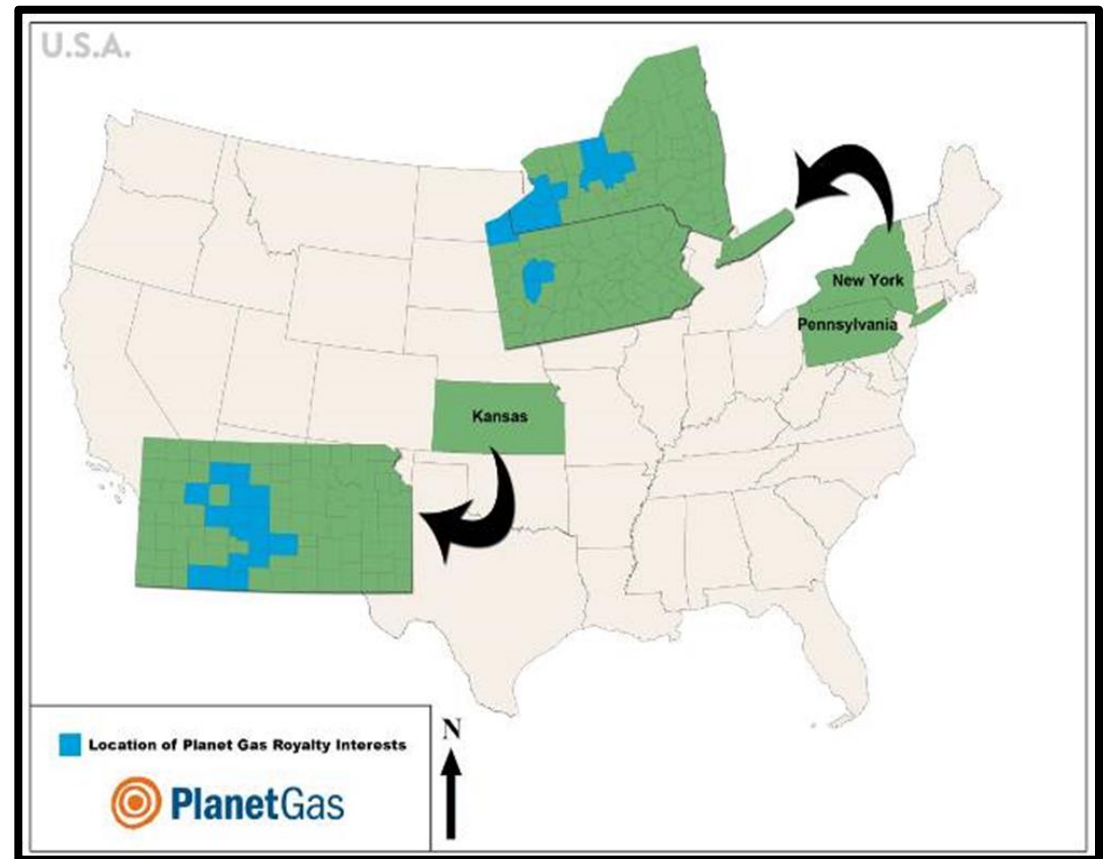 U.S.A.
New York
Pennsylvania
Kansas
N
Location of Planet Gas Royalty Interests
PlanetGas